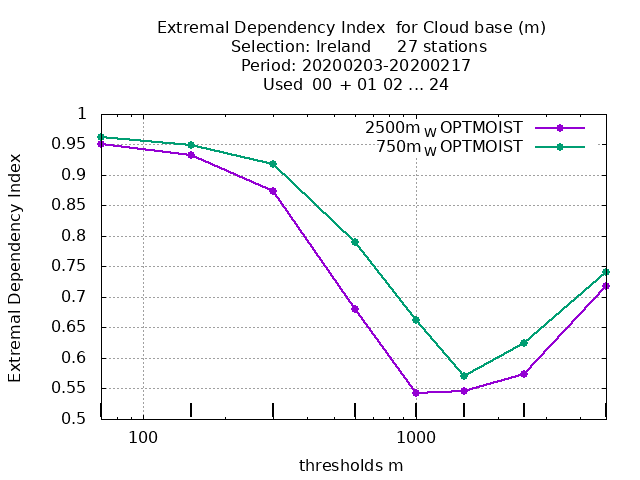 Extremal Dependency Index for Cloud base (m)
Selection: Ireland 27 stations
Period: 20200203-20200217
Used 00 + 01 02 ... 24
2500m W OPTMOIST
750m W OPTMOIST
Extremal Dependency Index
1
0.95
0.9
0.85
0.8
0.75
0.7
0.65
0.6
0.55
0.5
100
1000
thresholds m